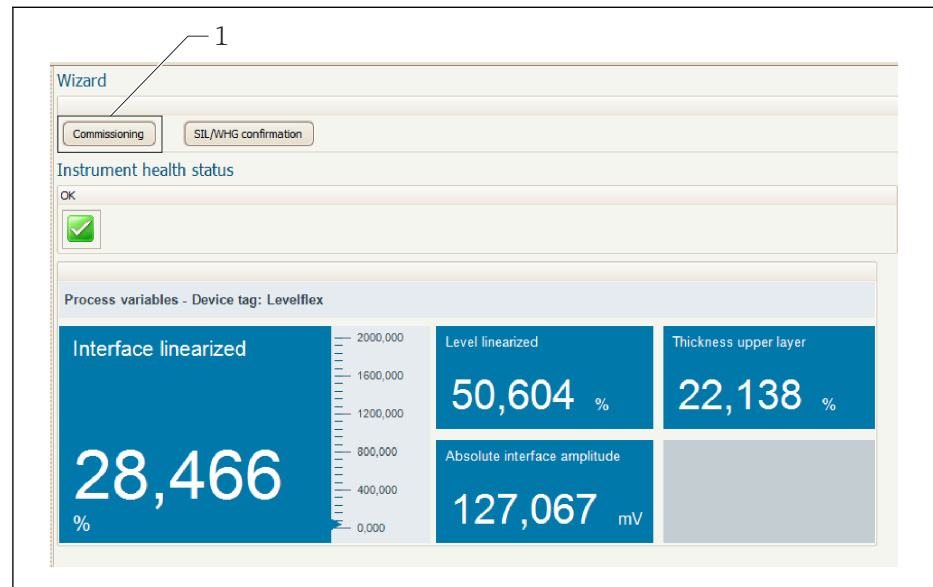 1
Wizard
Commissioning
SIL/WHG confirmation
Instrument health status
OK
Process variables - Device tag: Levelflex
Interface linearized
28,466
%
2000,000
1600,000
1200,000
800,000
400,000
0,000
Level linearized
50,604 %
Thickness upper layer
22,138 %
Absolute interface amplitude
127,067 mV